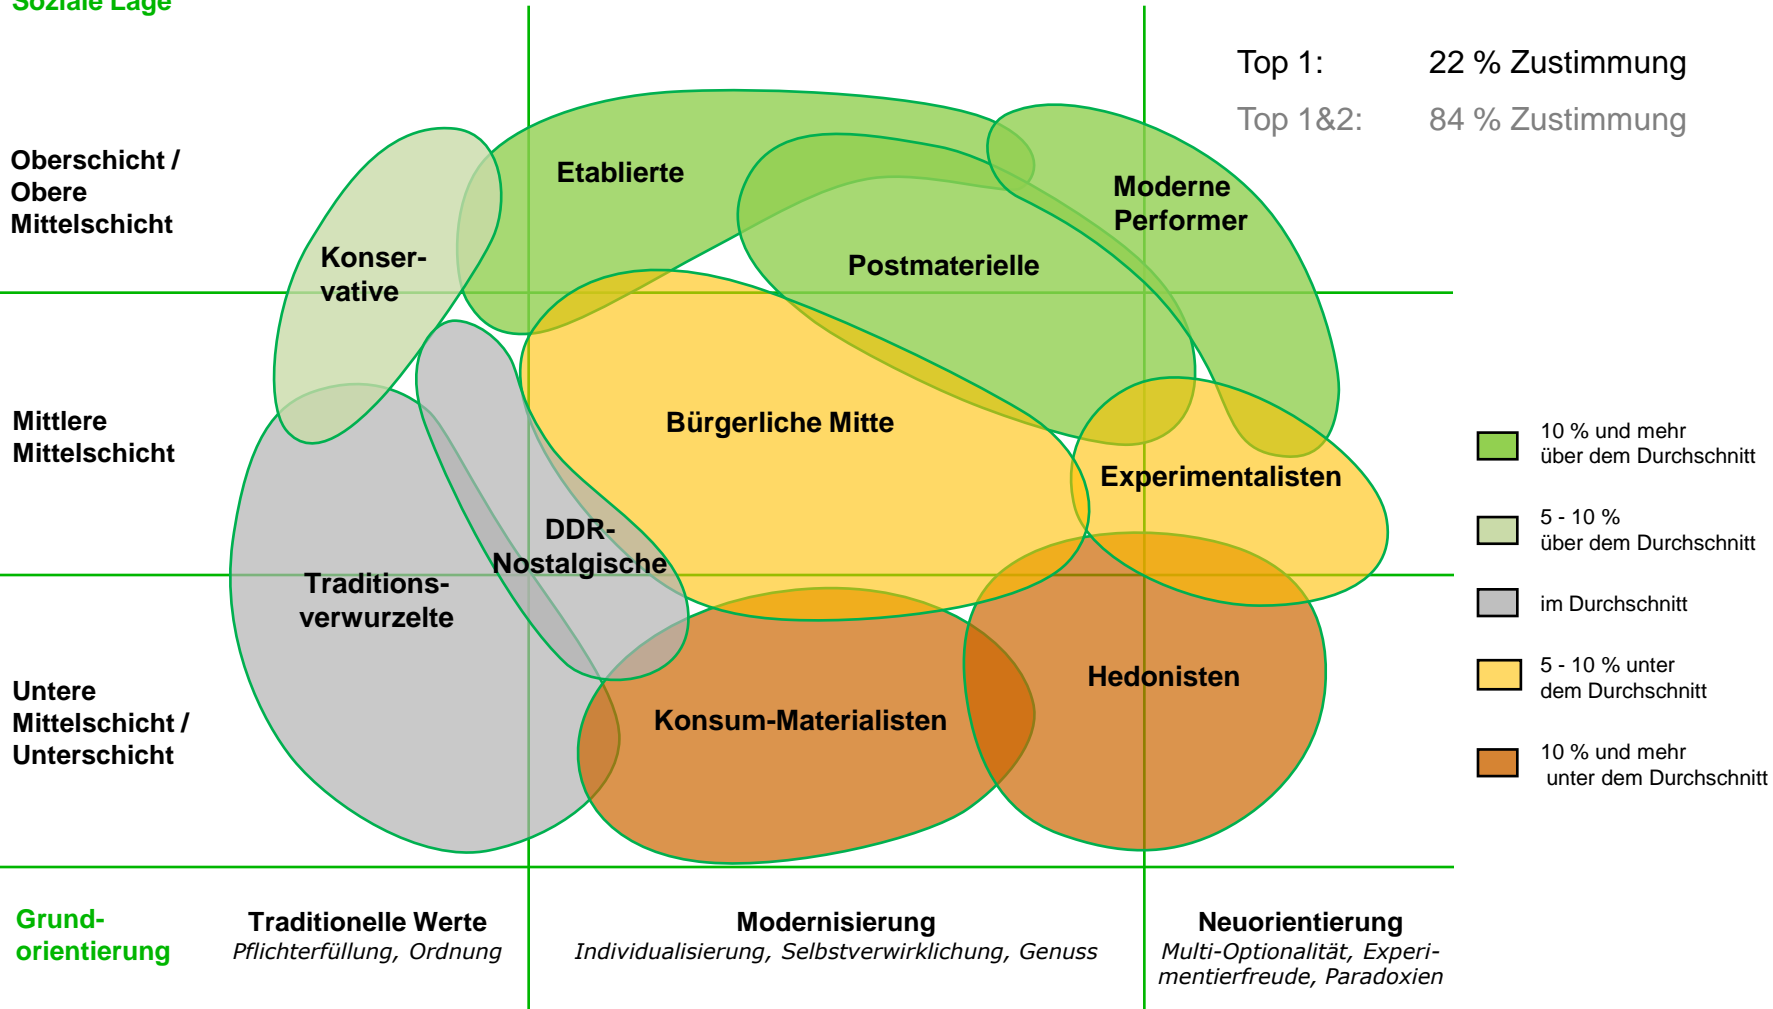 Soziale Lage
Top 1: 22 % Zustimmung
Top 1&2: 84 % Zustimmung
Oberschicht /
Obere
Mittelschicht
Etablierte
Moderne
Performer
Konser-
vative
Postmaterielle
Mittlere
Mittelschicht
Bürgerliche Mitte
Experimentalisten
DDR-
Nostalgische
Traditions-
verwurzelte
Untere
Mittelschicht /
Unterschicht
Konsum-Materialisten
Hedonisten
10 % und mehr
über dem Durchschnitt
5 - 10 %
über dem Durchschnitt
im Durchschnitt
5 - 10 % unter
dem Durchschnitt
10 % und mehr
unter dem Durchschnitt
Grund-
orientierung
Traditionelle Werte
Pflichterfüllung, Ordnung
Modernisierung
Individualisierung, Selbstverwirklichung, Genuss
Neuorientierung
Multi-Optionalität, Experi-
mentierfreude, Paradoxien